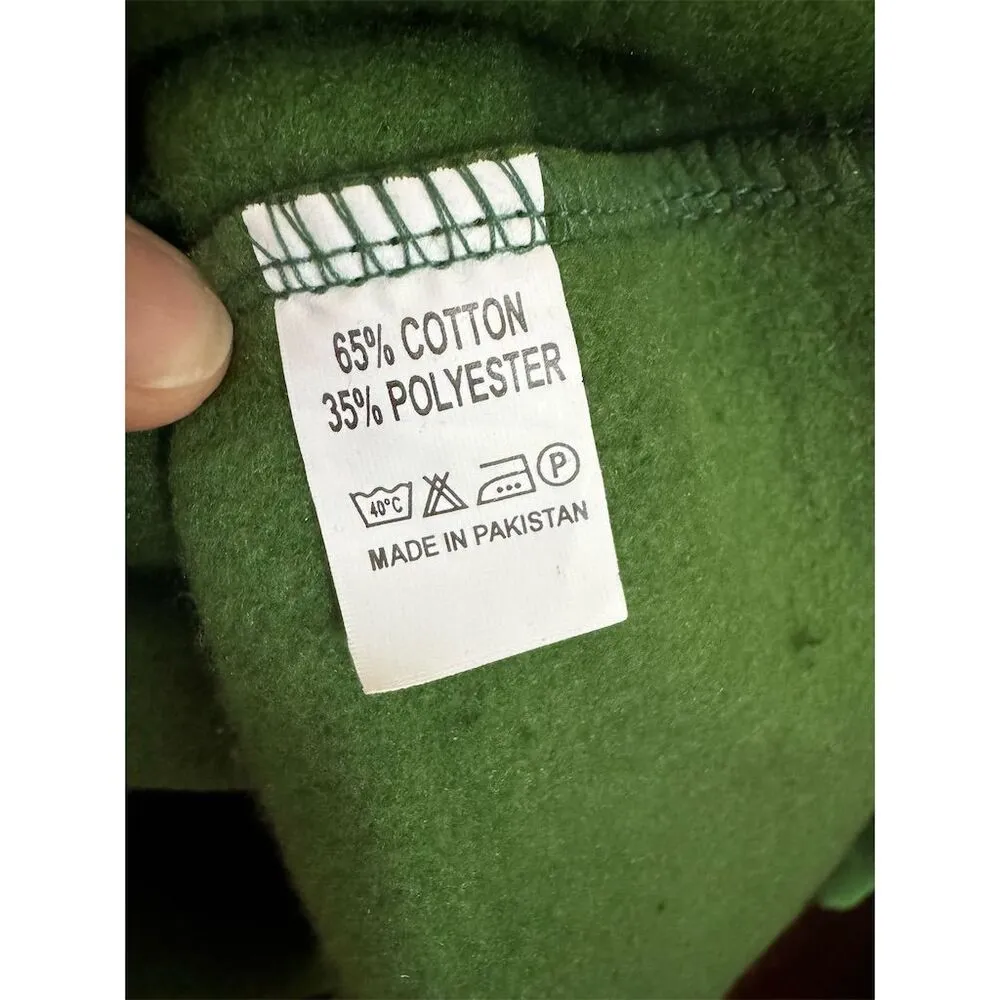 65% COTTON
35% POLYESTER
40°C P
MADE IN PAKISTAN